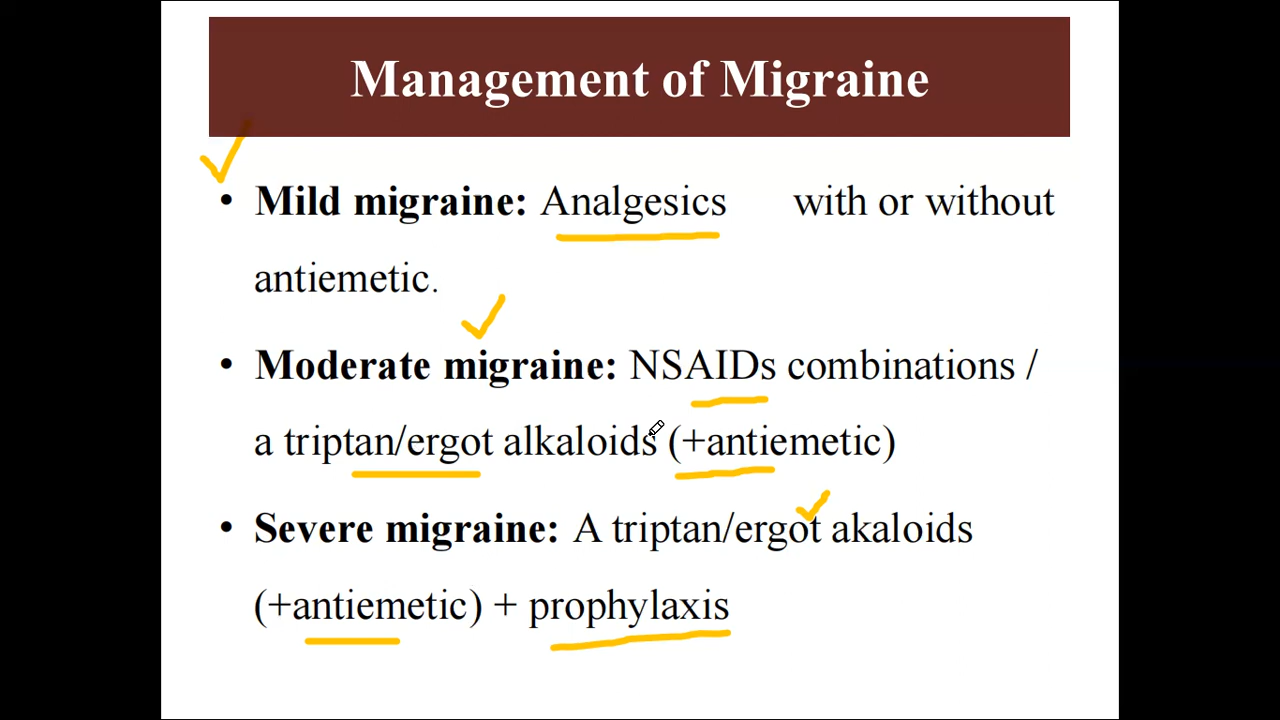 Management of Migraine
• Mild migraine: Analgesics with or without
antiemetic.
• Moderate migraine: NSAIDs combinations /
a triptan/ergot alkaloids (+antiemetic)
• Severe migraine: A triptan/ergot akaloids
(+antiemetic) + prophylaxis